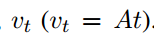 v_t (v_t = At).